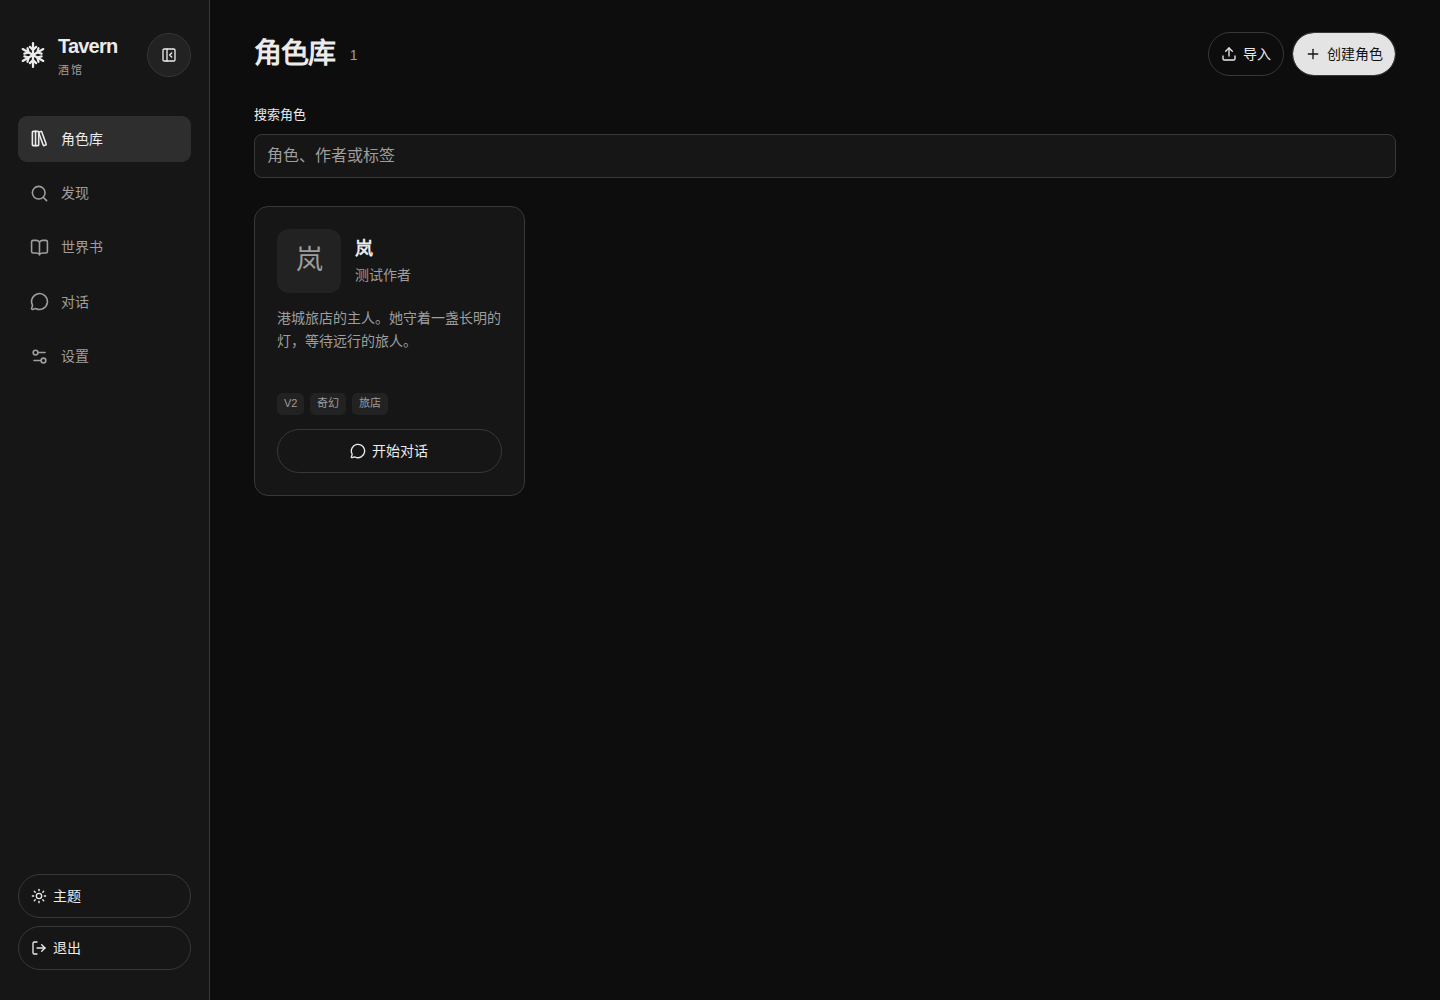 Tavern
酒馆
角色库
发现
世界书
对话
设置
主题
退出
角色库 1
导入
创建角色
搜索角色
角色、作者或标签
岚
岚
测试作者
港城旅店的主人。她守着一盏长明的
灯，等待远行的旅人。
V2 奇幻 旅店
开始对话